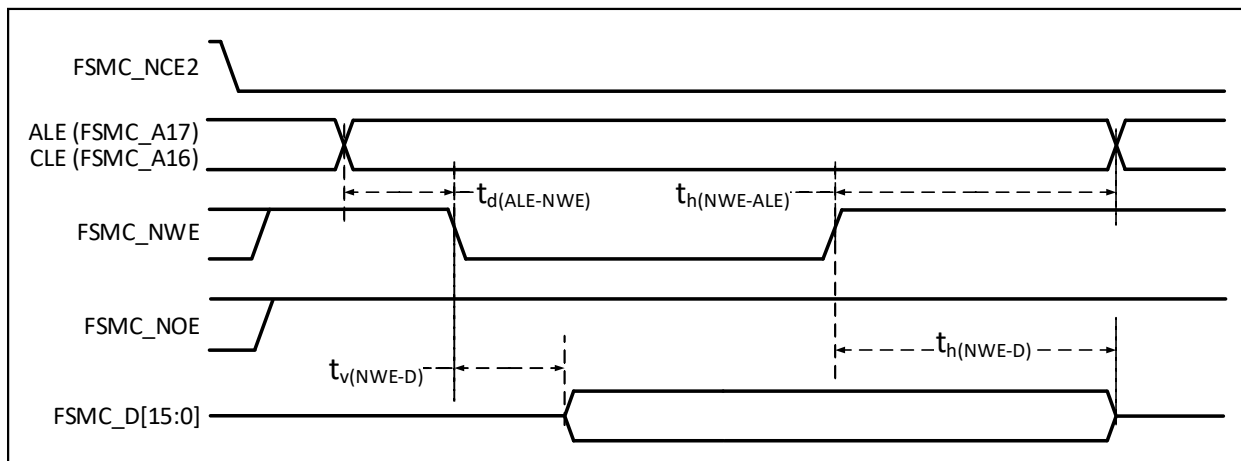 FSMC_NCE2
ALE (FSMC_A17)
CLE (FSMC_A16)
td(ALE-NWE)
th(NWE-ALE)
FSMC_NWE
FSMC_NOE
th(NWE-D)
tv(NWE-D)
FSMC_D[15:0]